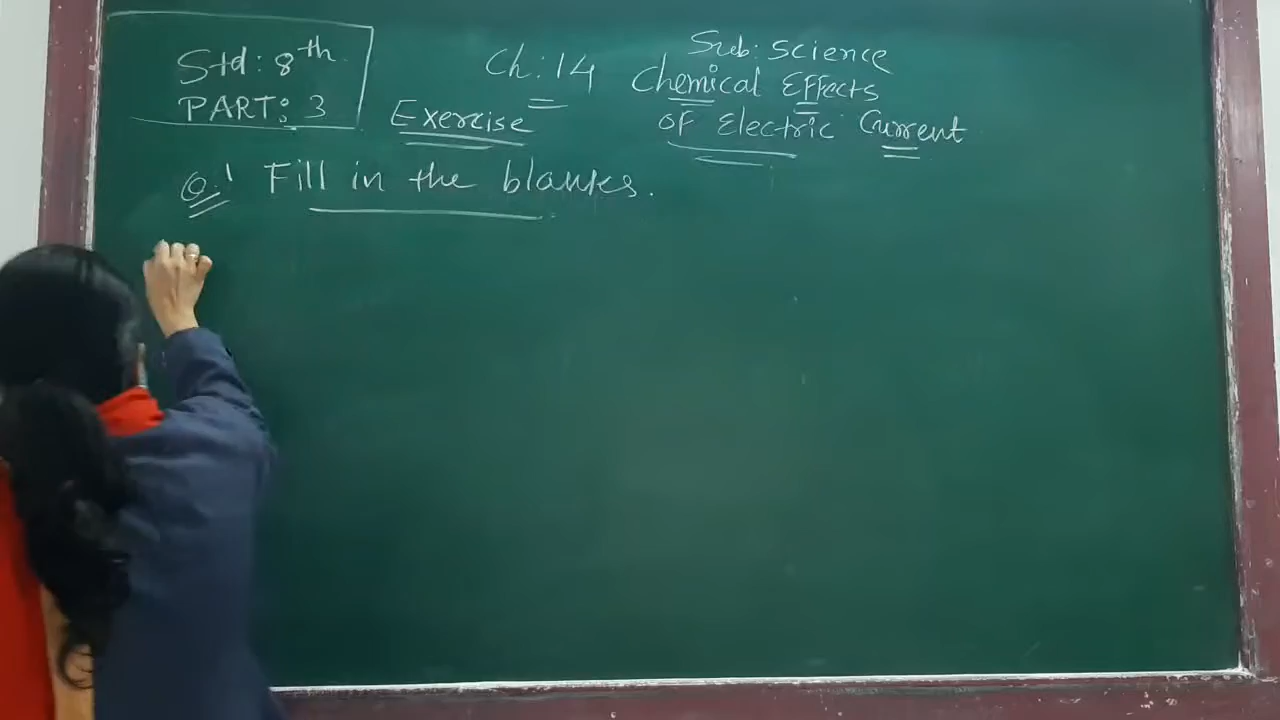 Std: 8th
PART: 3
Ch: 14
Sub: Science
Chemical Effects
of Electric Current
Exercise
Q.1 Fill in the blanks.